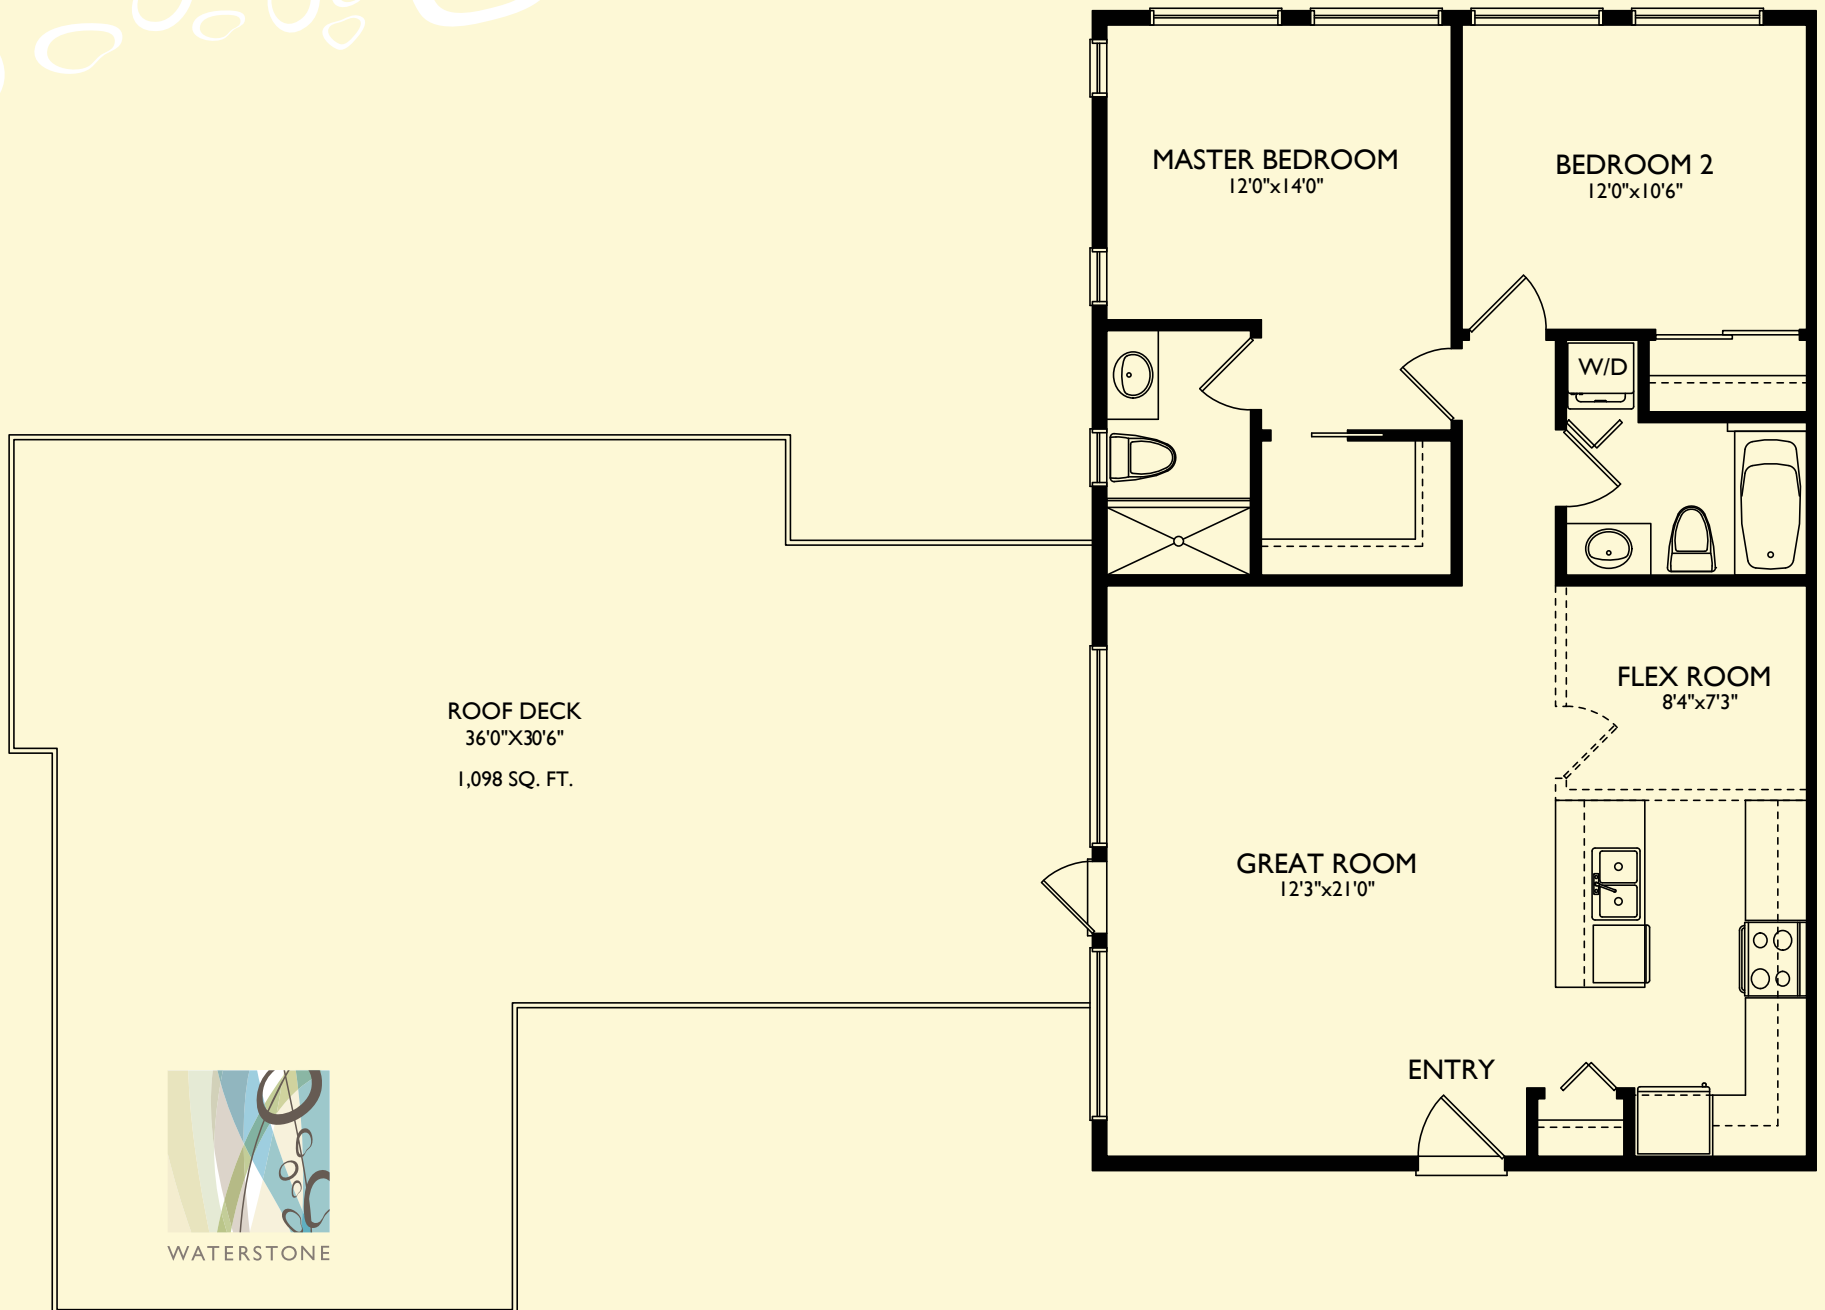 MASTER BEDROOM
12'0"x14'0"
BEDROOM 2
12'0"x10'6"
W/D
ROOF DECK
36'0"X30'6"
1,098 SQ. FT.
FLEX ROOM
8'4"x7'3"
GREAT ROOM
12'3"x21'0"
ENTRY
WATERSTONE